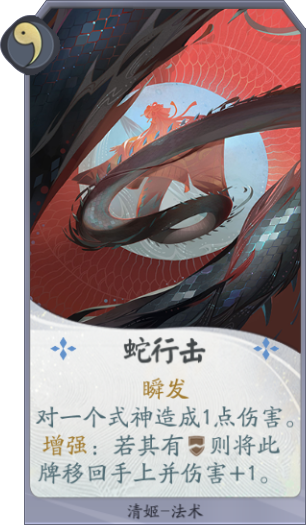 蛇行击
瞬发
对一个式神造成1点伤害。
增强：若其有则将此
牌移回手上并伤害+1。
清姬-法术